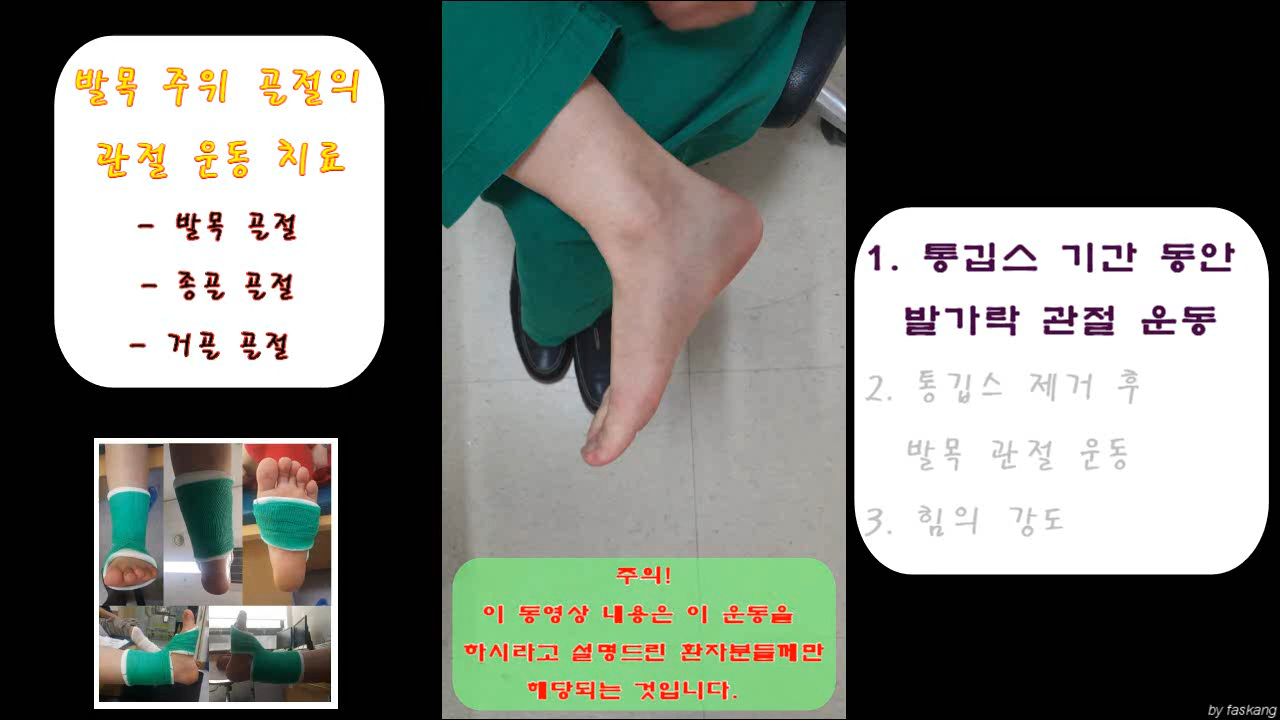 발목 주위 골절의
관절 운동 치료
- 발목 골절
- 종골 골절
- 거골 골절
주의!
이 동영상 내용은 이 운동을
하시라고 설명드린 환자분들께만
해당되는 것입니다.
1. 통깁스 기간 동안
발가락 관절 운동
2. 통깁스 제거 후
발목 관절 운동
3. 힘의 강도
by faskang